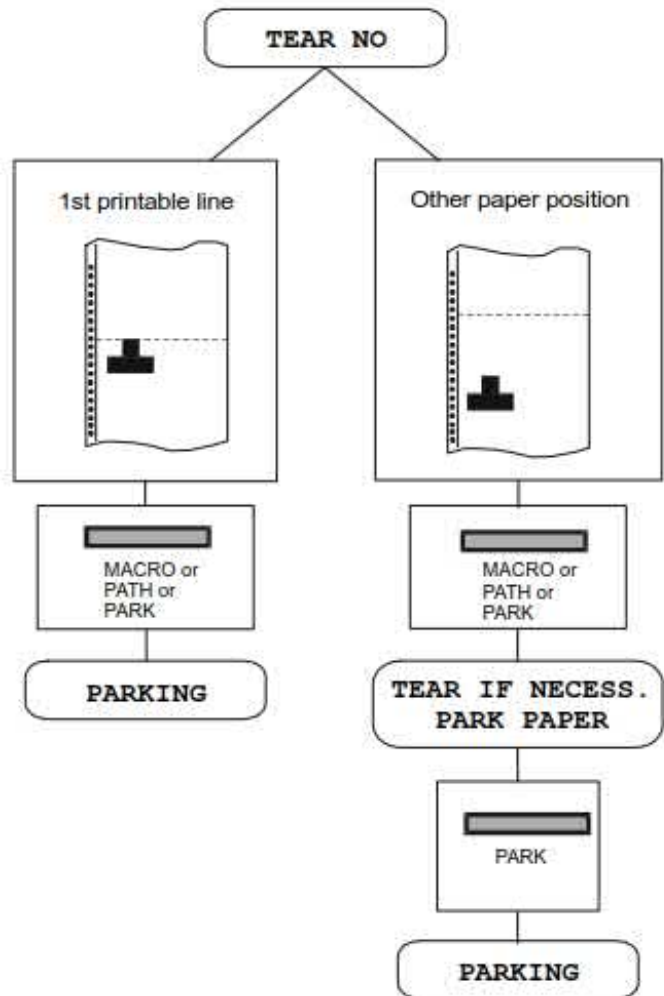 TEAR NO
1st printable line
Other paper position
MACRO or
PATH or
PARK
MACRO or
PATH or
PARK
PARKING
TEAR IF NECESS.
PARK PAPER
PARK
PARKING